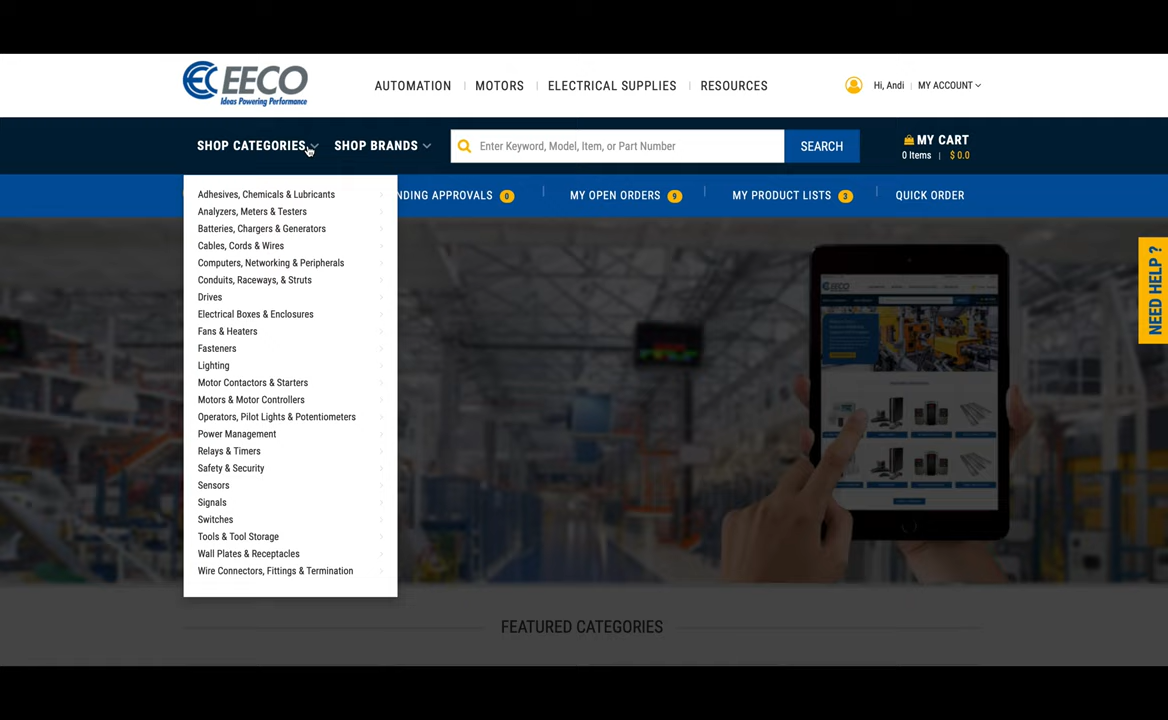 EECO
Ideas Powering Performance
AUTOMATION | MOTORS | ELECTRICAL SUPPLIES | RESOURCES
Hi, Andi | MY ACCOUNT
SHOP CATEGORIES
SHOP BRANDS
Enter Keyword, Model, Item, or Part Number
SEARCH
MY CART
0 Items | $ 0.0
NDING APPROVALS 0
MY OPEN ORDERS 9
MY PRODUCT LISTS 3
QUICK ORDER
Adhesives, Chemicals & Lubricants
Analyzers, Meters & Testers
Batteries, Chargers & Generators
Cables, Cords & Wires
Computers, Networking & Peripherals
Conduits, Raceways, & Struts
Drives
Electrical Boxes & Enclosures
Fans & Heaters
Fasteners
Lighting
Motor Contactors & Starters
Motors & Motor Controllers
Operators, Pilot Lights & Potentiometers
Power Management
Relays & Timers
Safety & Security
Sensors
Signals
Switches
Tools & Tool Storage
Wall Plates & Receptacles
Wire Connectors, Fittings & Termination
NEED HELP ?
EECO
FEATURED CATEGORIES